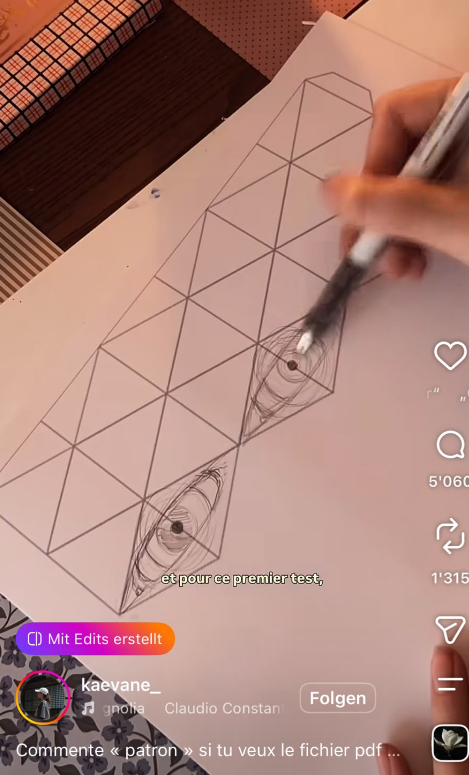 5'060
1'315
et pour ce premier test,
Mit Edits erstellt
kaevane_
gnolia Claudio Constan
Folgen
Commente « patron » si tu veux le fichier pdf ...